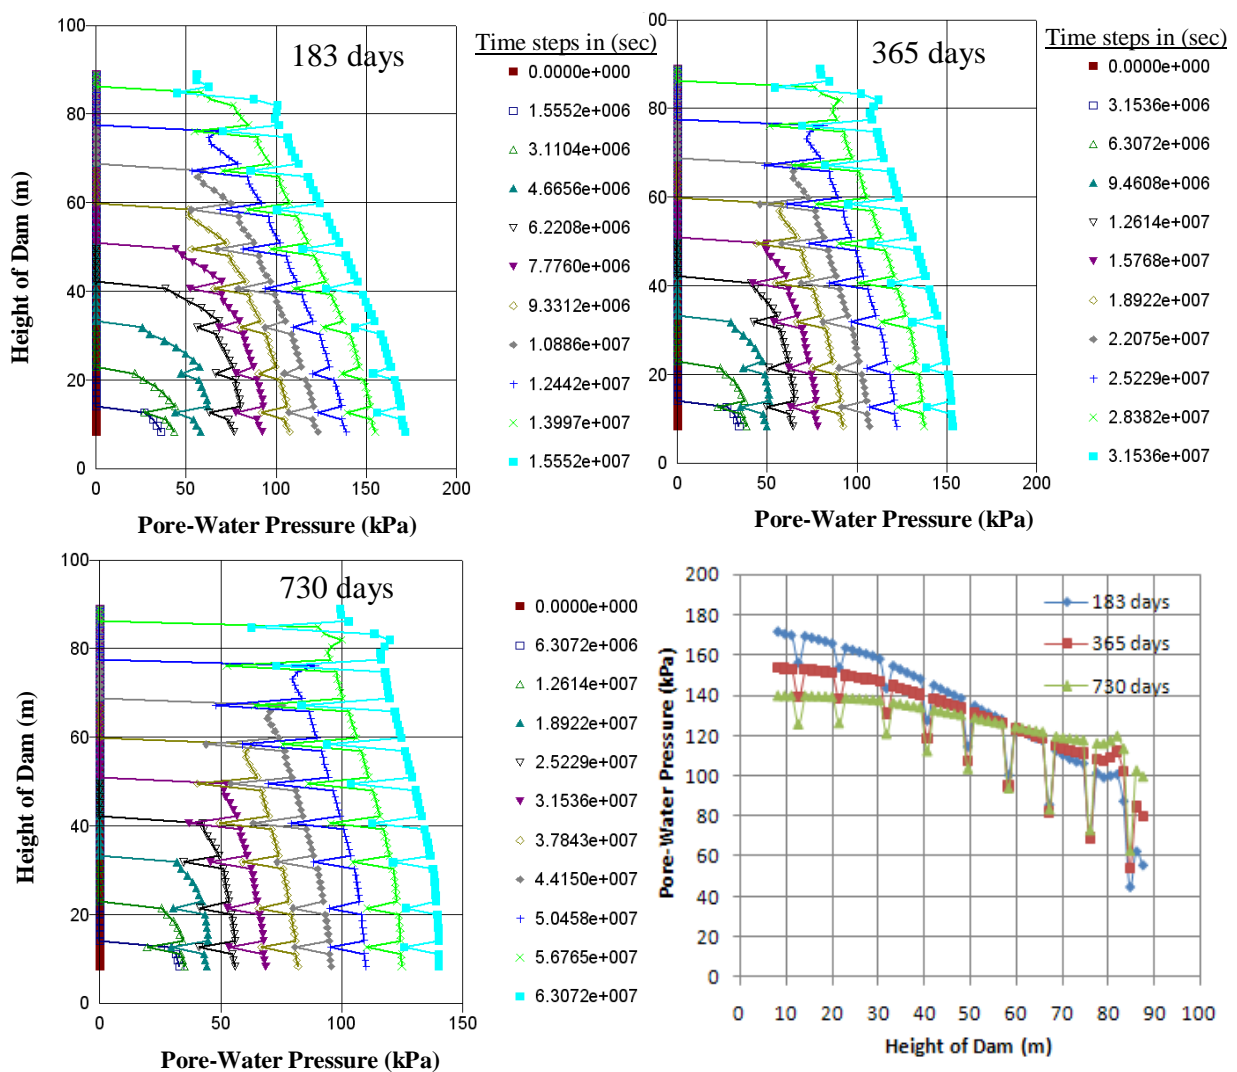 183 days
Time steps in (sec)
0.0000e+000
1.5552e+006
3.1104e+006
4.6656e+006
6.2208e+006
7.7760e+006
9.3312e+006
1.0886e+007
1.2442e+007
1.3997e+007
1.5552e+007
100
80
60
40
20
0
0 50 100 150 200
Height of Dam (m)
Pore-Water Pressure (kPa)
365 days
Time steps in (sec)
0.0000e+000
3.1536e+006
6.3072e+006
9.4608e+006
1.2614e+007
1.5768e+007
1.8922e+007
2.2075e+007
2.5229e+007
2.8382e+007
3.1536e+007
00
80
60
40
20
0
0 50 100 150 200
Pore-Water Pressure (kPa)
730 days
0.0000e+000
6.3072e+006
1.2614e+007
1.8922e+007
2.5229e+007
3.1536e+007
3.7843e+007
4.4150e+007
5.0458e+007
5.6765e+007
6.3072e+007
100
80
60
40
20
0
0 50 100 150
Height of Dam (m)
Pore-Water Pressure (kPa)
200
180
160
140
120
100
80
60
40
20
0
0 10 20 30 40 50 60 70 80 90 100
Pore-Water Pressure (kPa)
Height of Dam (m)
183 days
365 days
730 days